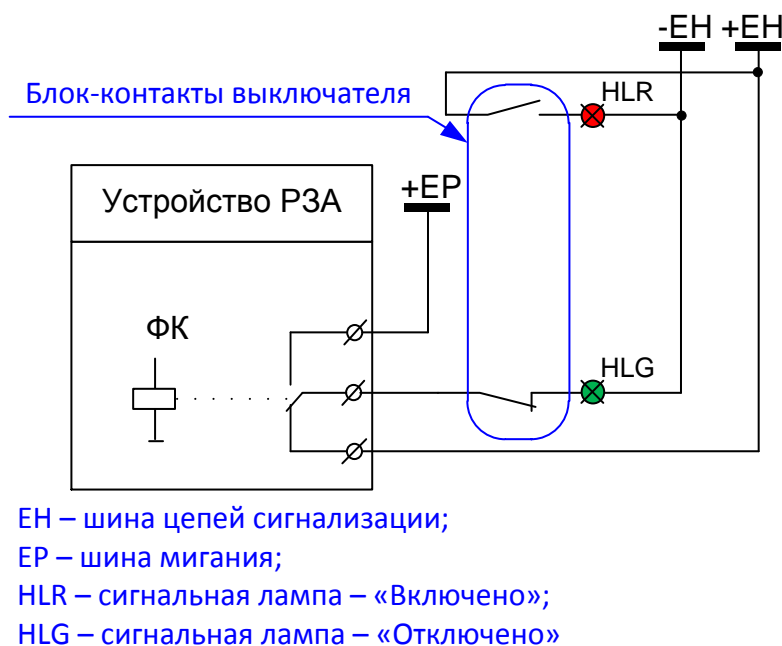 -EH +EH
Блок-контакты выключателя
HLR
Устройство РЗА
+EP
ФК
HLG
EH – шина цепей сигнализации;
EP – шина мигания;
HLR – сигнальная лампа – «Включено»;
HLG – сигнальная лампа – «Отключено»